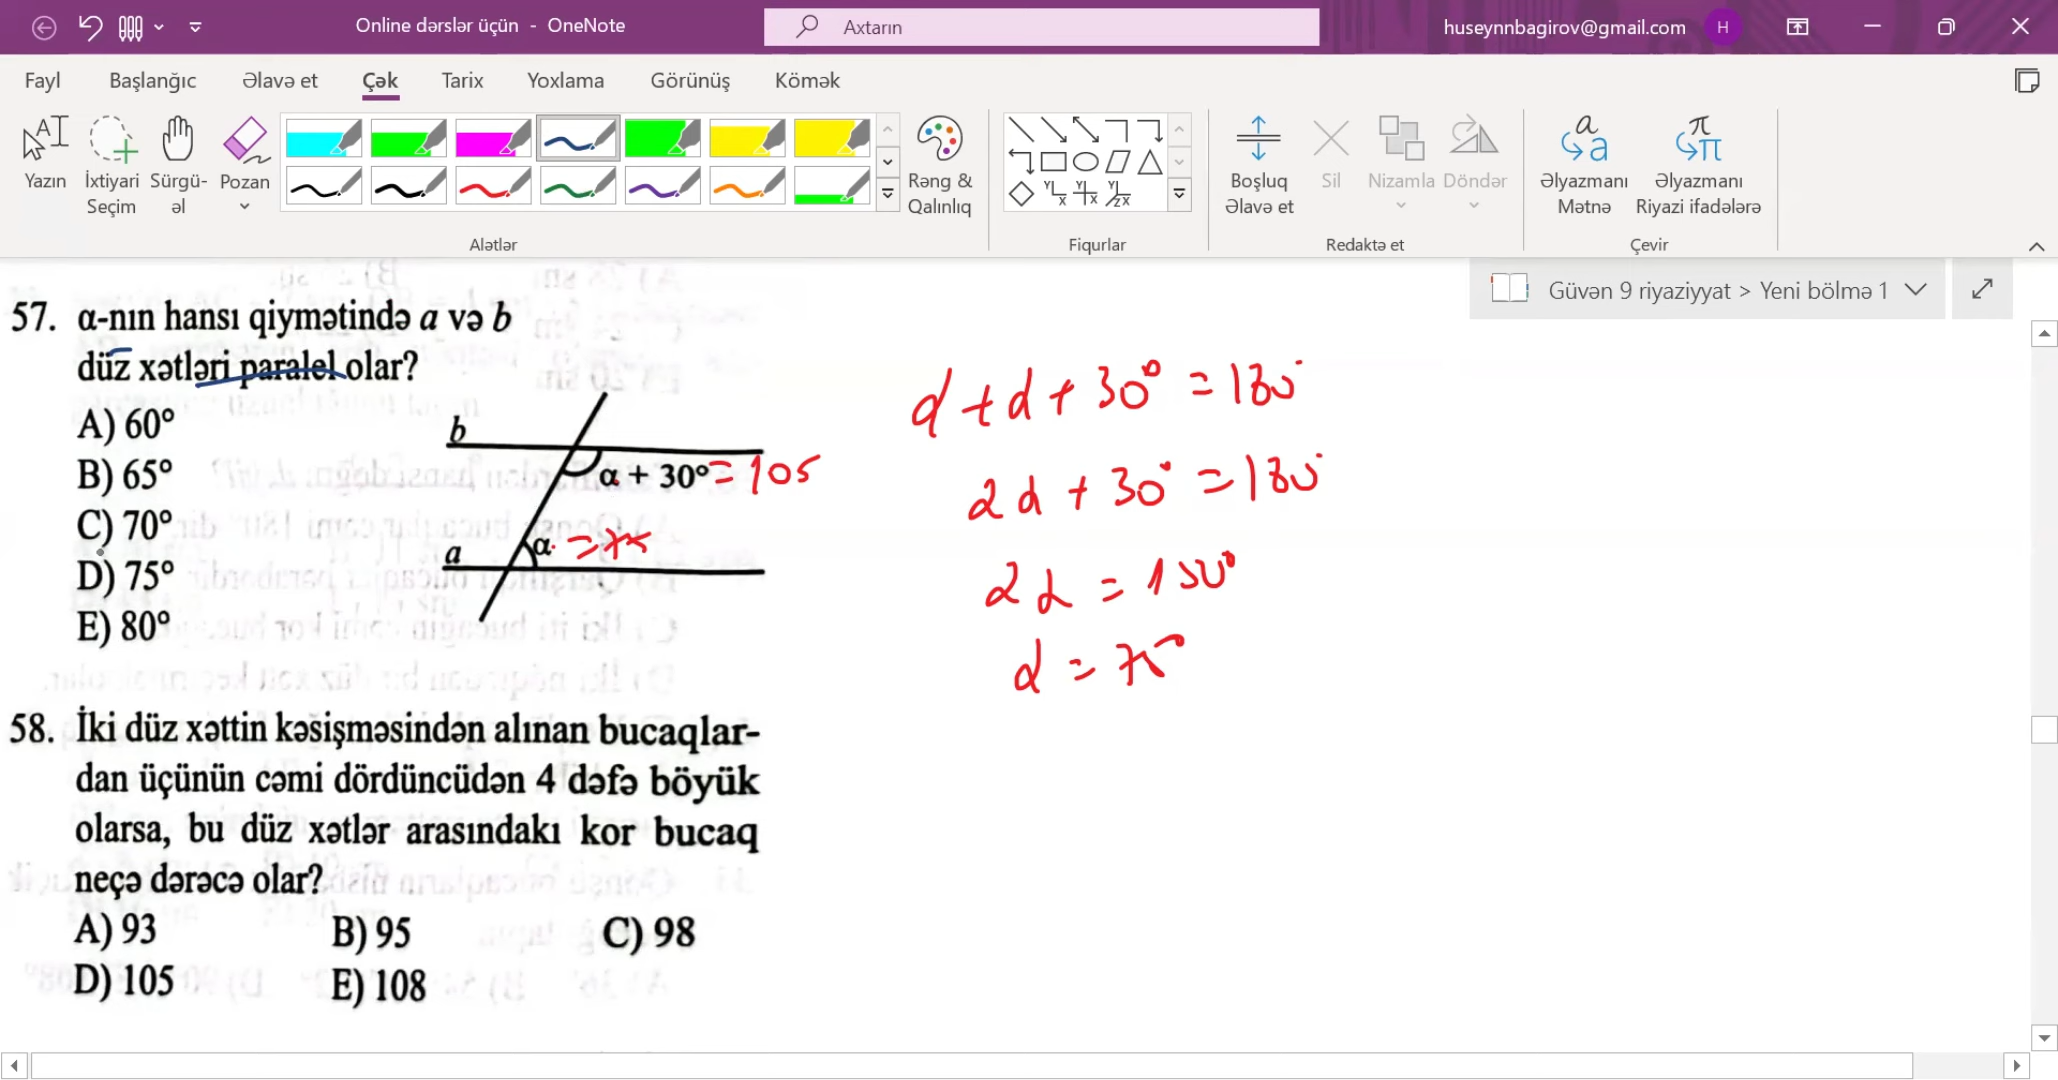 Online dərslər üçün - OneNote
Axtarın
huseynnbagirov@gmail.com
H
Fayl Başlanğıc Əlavə et Çək Tarix Yoxlama Görünüş Kömək
Yazın
İxtiyari Seçim
Sürgü-əl
Pozan
Rəng & Qalınlıq
Boşluq Əlavə et
Sil
Nizamla
Döndər
Əlyazmanı Mətnə
Əlyazmanı Riyazi ifadələrə
Alətlər
Fiqurlar
Redaktə et
Çevir
Güvən 9 riyaziyyat > Yeni bölmə 1
57. α-nın hansı qiymətində a və b
düz xətləri paralel olar?
A) 60°
B) 65°
C) 70°
D) 75°
E) 80°
b
α + 30° = 105
a
α = 75
α + α + 30° = 180°
2α + 30° = 180°
2α = 150°
α = 75°
58. İki düz xəttin kəsişməsindən alınan bucaqlar-
dan üçünün cəmi dördüncüdən 4 dəfə böyük
olarsa, bu düz xətlər arasındakı kor bucaq
neçə dərəcə olar?
A) 93 B) 95 C) 98
D) 105 E) 108